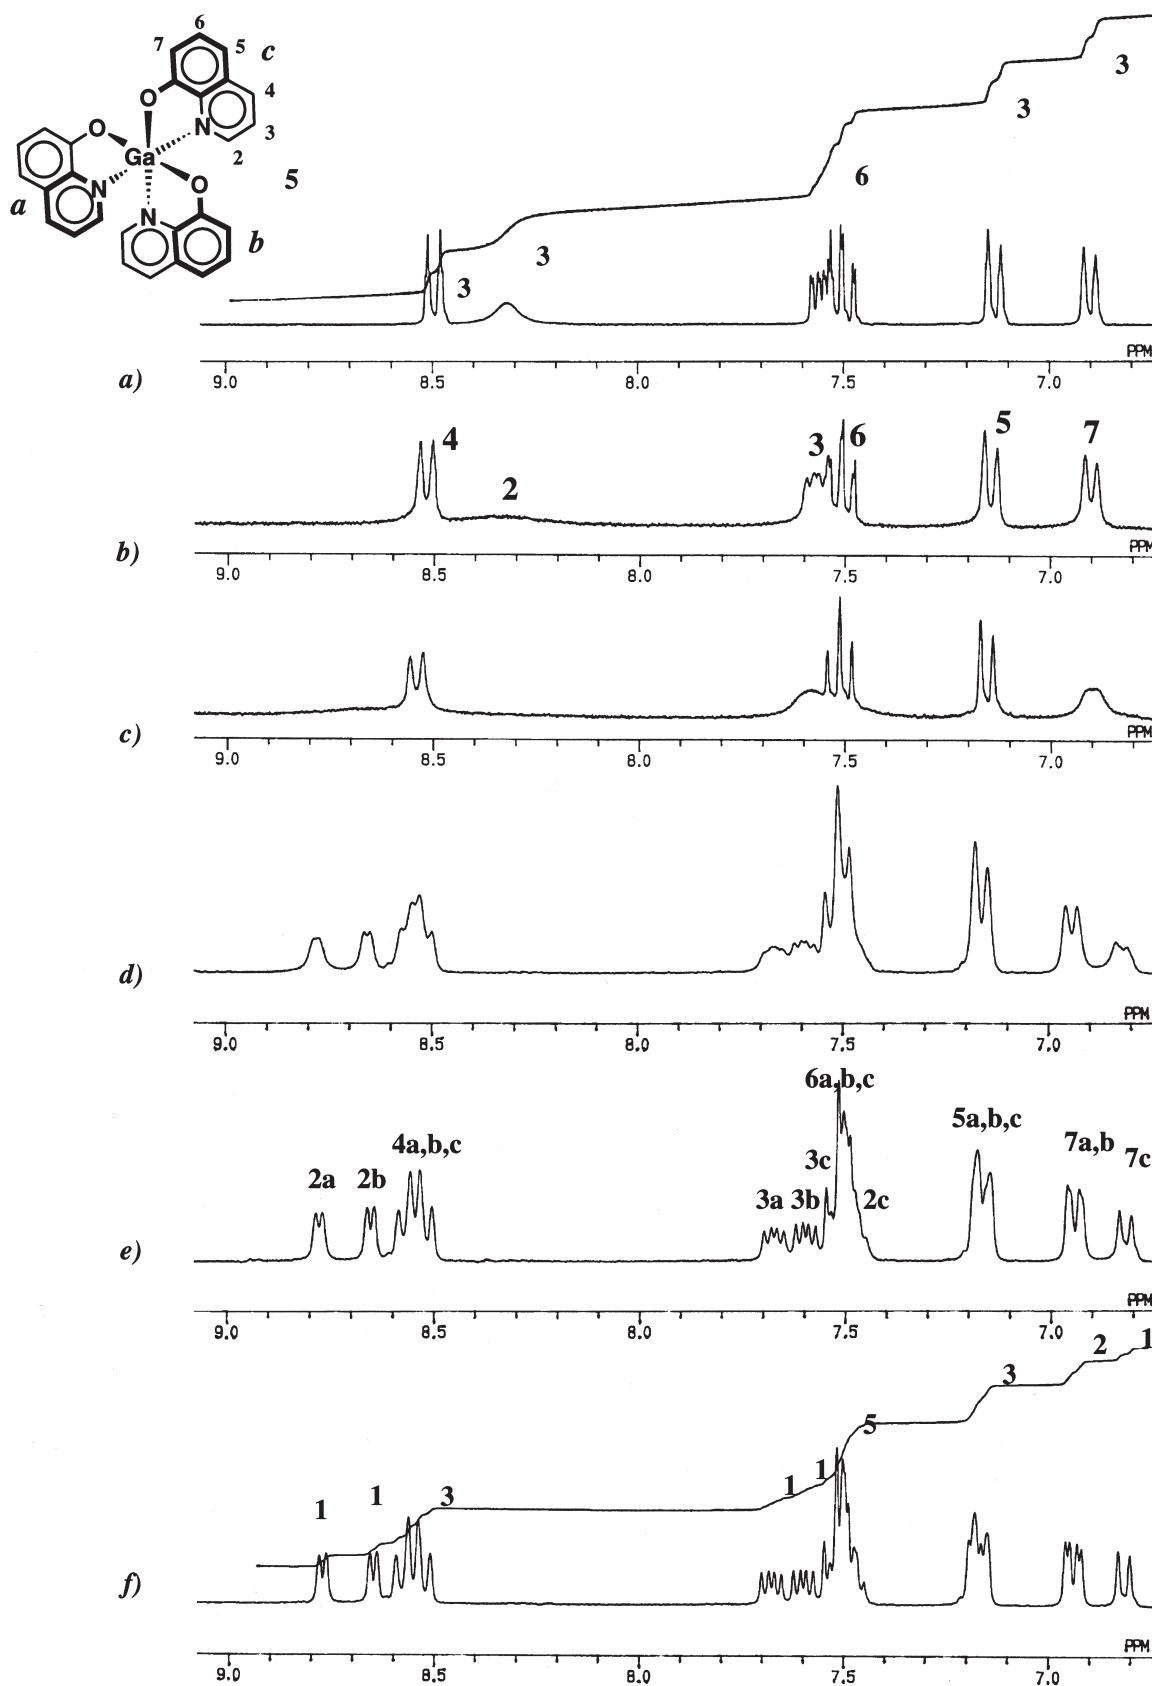 6
7 5 c
O 4
O N 3
Ga 2
N O 5
a N b
3
3
6
3
3
PPM
a) 9.0 8.5 8.0 7.5 7.0
4 2 3 6 5 7
PPM
b) 9.0 8.5 8.0 7.5 7.0
PPM
c) 9.0 8.5 8.0 7.5 7.0
d)
PPM
9.0 8.5 8.0 7.5 7.0
6a,b,c
5a,b,c
4a,b,c 7a,b
3c 7c
2a 2b 3a 3b 2c
e)
PPM
9.0 8.5 8.0 7.5 7.0
1
2
3
5
1 1 3 1 1
f)
PPM
9.0 8.5 8.0 7.5 7.0